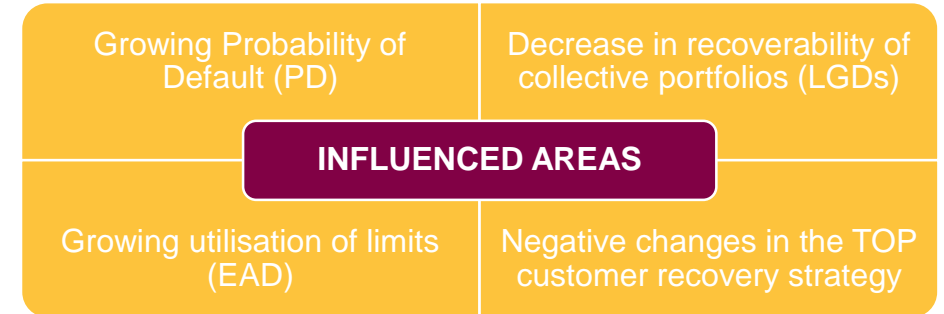 Growing Probability of
Default (PD)
Decrease in recoverability of
collective portfolios (LGDs)
INFLUENCED AREAS
Growing utilisation of limits
(EAD)
Negative changes in the TOP
customer recovery strategy